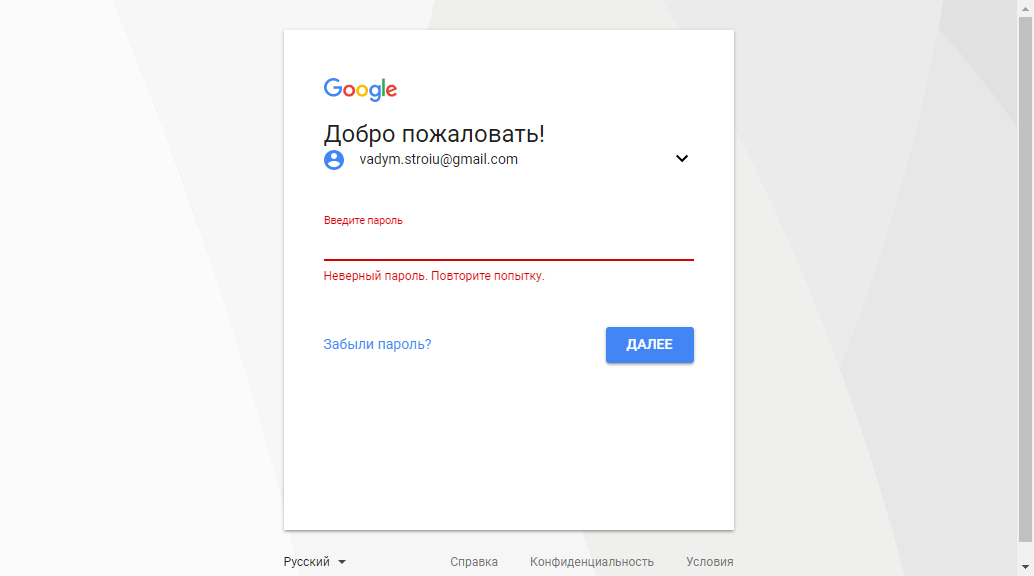 Google
Добро пожаловать!
vadym.stroiu@gmail.com
Введите пароль
Неверный пароль. Повторите попытку.
Забыли пароль? ДАЛЕЕ
Русский Справка Конфиденциальность Условия